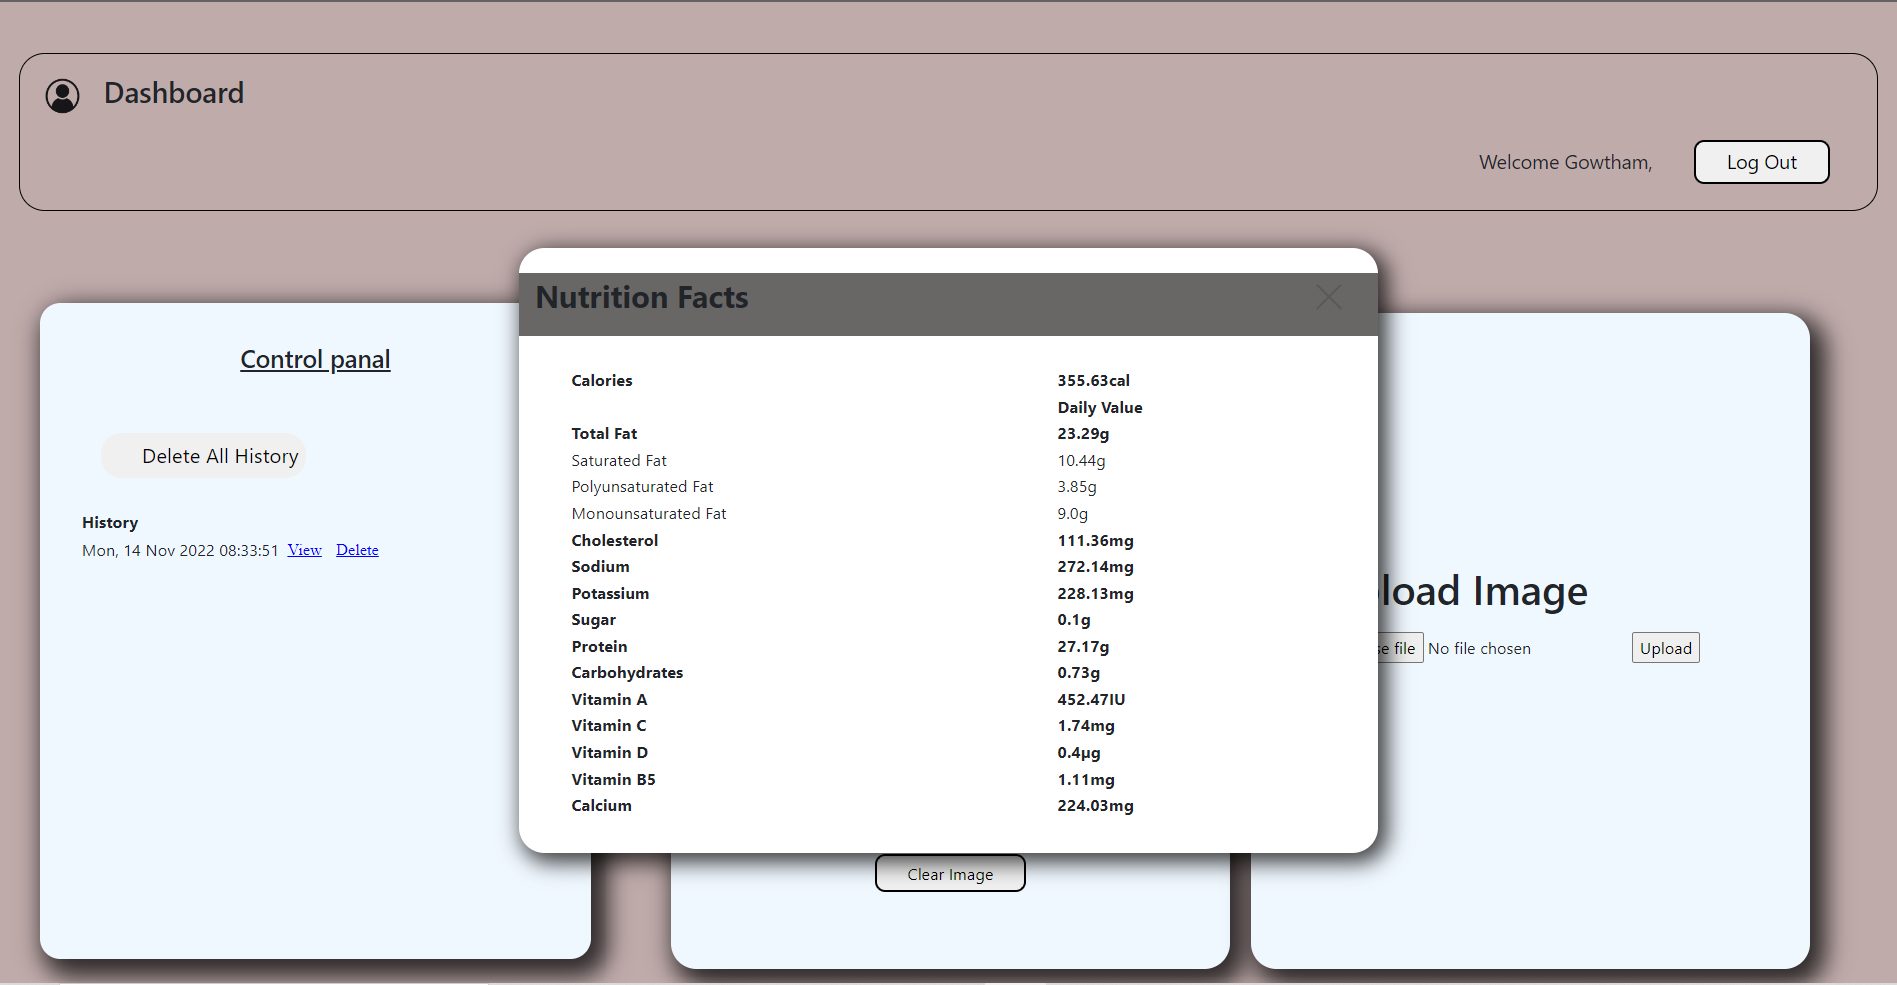 Dashboard
Welcome Gowtham,
Log Out
Nutrition Facts
Calories 355.63cal
Daily Value
Total Fat 23.29g
Saturated Fat 10.44g
Polyunsaturated Fat 3.85g
Monounsaturated Fat 9.0g
Cholesterol 111.36mg
Sodium 272.14mg
Potassium 228.13mg
Sugar 0.1g
Protein 27.17g
Carbohydrates 0.73g
Vitamin A 452.47IU
Vitamin C 1.74mg
Vitamin D 0.4µg
Vitamin B5 1.11mg
Calcium 224.03mg
Control panal
Delete All History
History
Mon, 14 Nov 2022 08:33:51 View Delete
Clear Image
Image
file No file chosen Upload